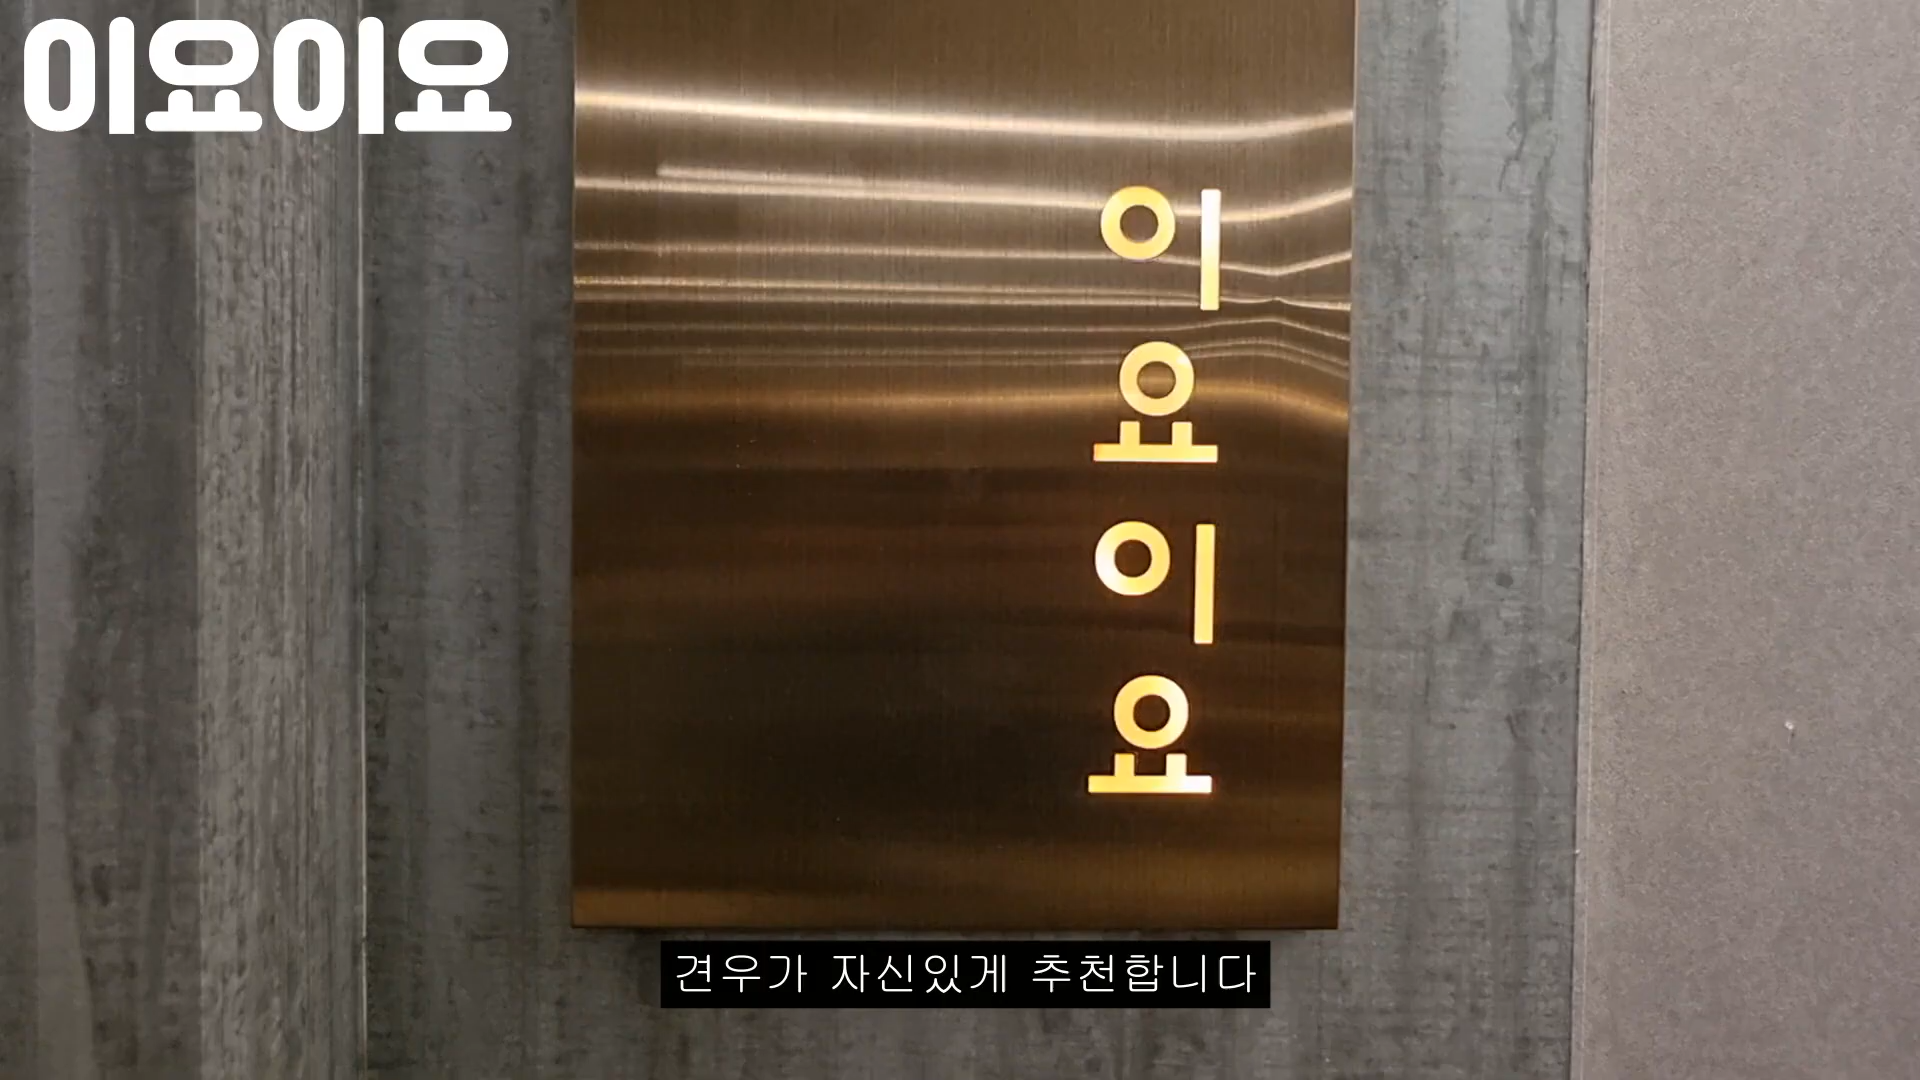 이요이요
이
요
이
요
견우가 자신있게 추천합니다